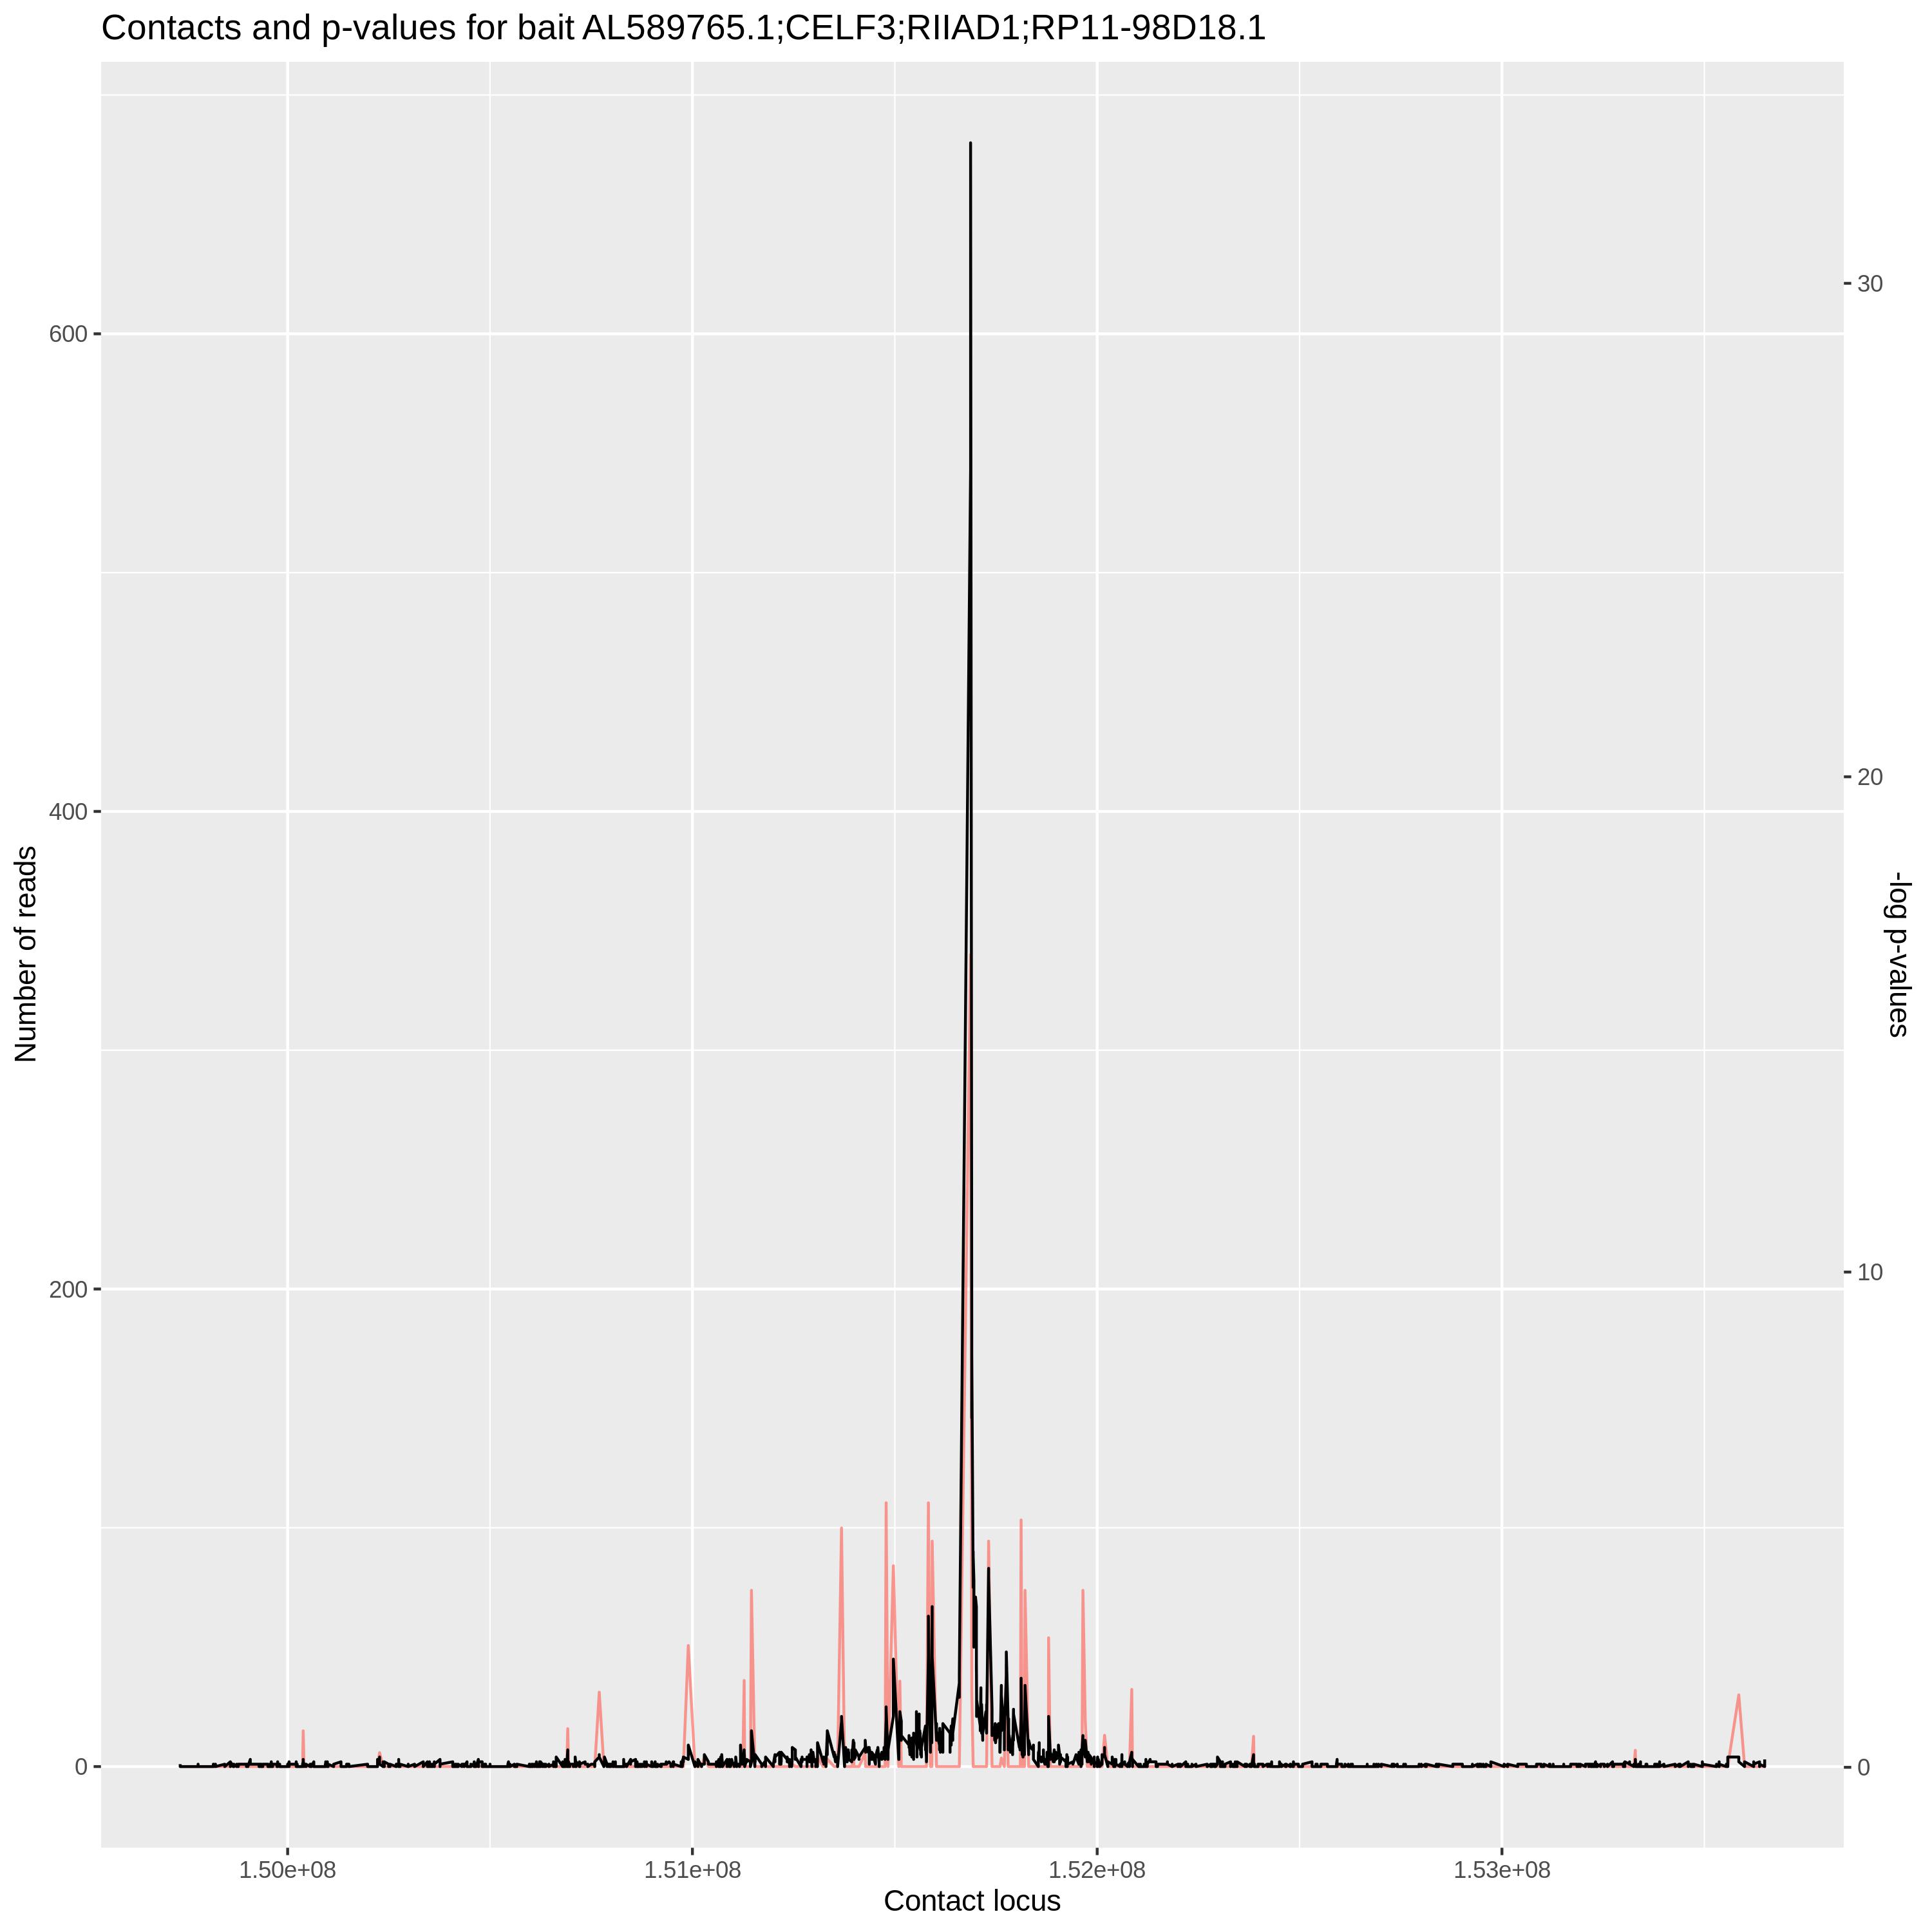 Contacts and p-values for bait AL589765.1;CELF3;RIIAD1;RP11-98D18.1
600
400
200
0
Number of reads
30
20
10
0
-log p-values
1.50e+08
1.51e+08
1.52e+08
1.53e+08
Contact locus